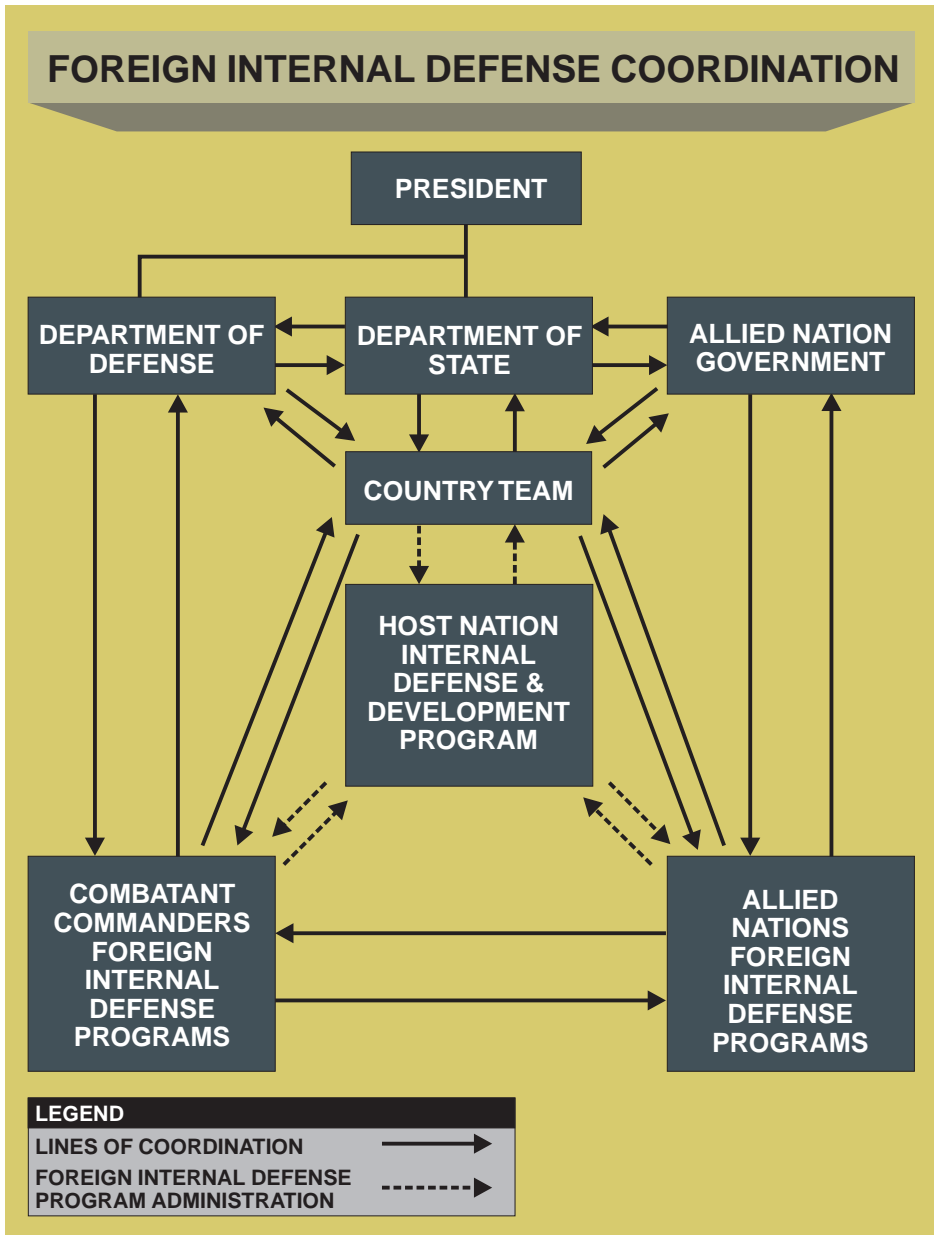 FOREIGN INTERNAL DEFENSE COORDINATION
PRESIDENT
DEPARTMENT OF
DEFENSE
DEPARTMENT OF
STATE
ALLIED NATION
GOVERNMENT
COUNTRY TEAM
HOST NATION
INTERNAL
DEFENSE &
DEVELOPMENT
PROGRAM
COMBATANT
COMMANDERS
FOREIGN
INTERNAL
DEFENSE
PROGRAMS
ALLIED
NATIONS
FOREIGN
INTERNAL
DEFENSE
PROGRAMS
LEGEND
LINES OF COORDINATION
FOREIGN INTERNAL DEFENSE
PROGRAM ADMINISTRATION